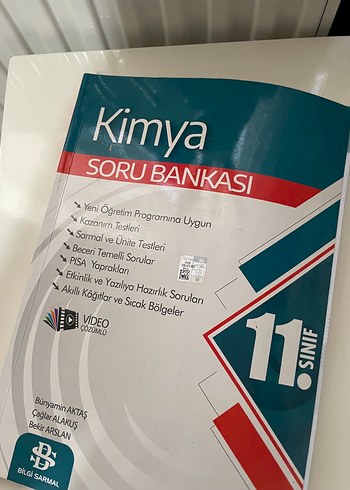 Kimya
SORU BANKASI
Yeni Öğretim Programına Uygun
Kazanım Testleri
Sarmal ve Ünite Testleri
Beceri Temelli Sorular
PISA Yaprakları
Etkinlik ve Yazılıya Hazırlık Soruları
Akıllı Kâğıtlar ve Sıcak Bölgeler
VİDEO
ÇÖZÜMLÜ
11. SINIF
Bünyamin AKTAŞ
Çağlar ALAKUŞ
Bekir ARSLAN
BS
BİLGİ SARMAL